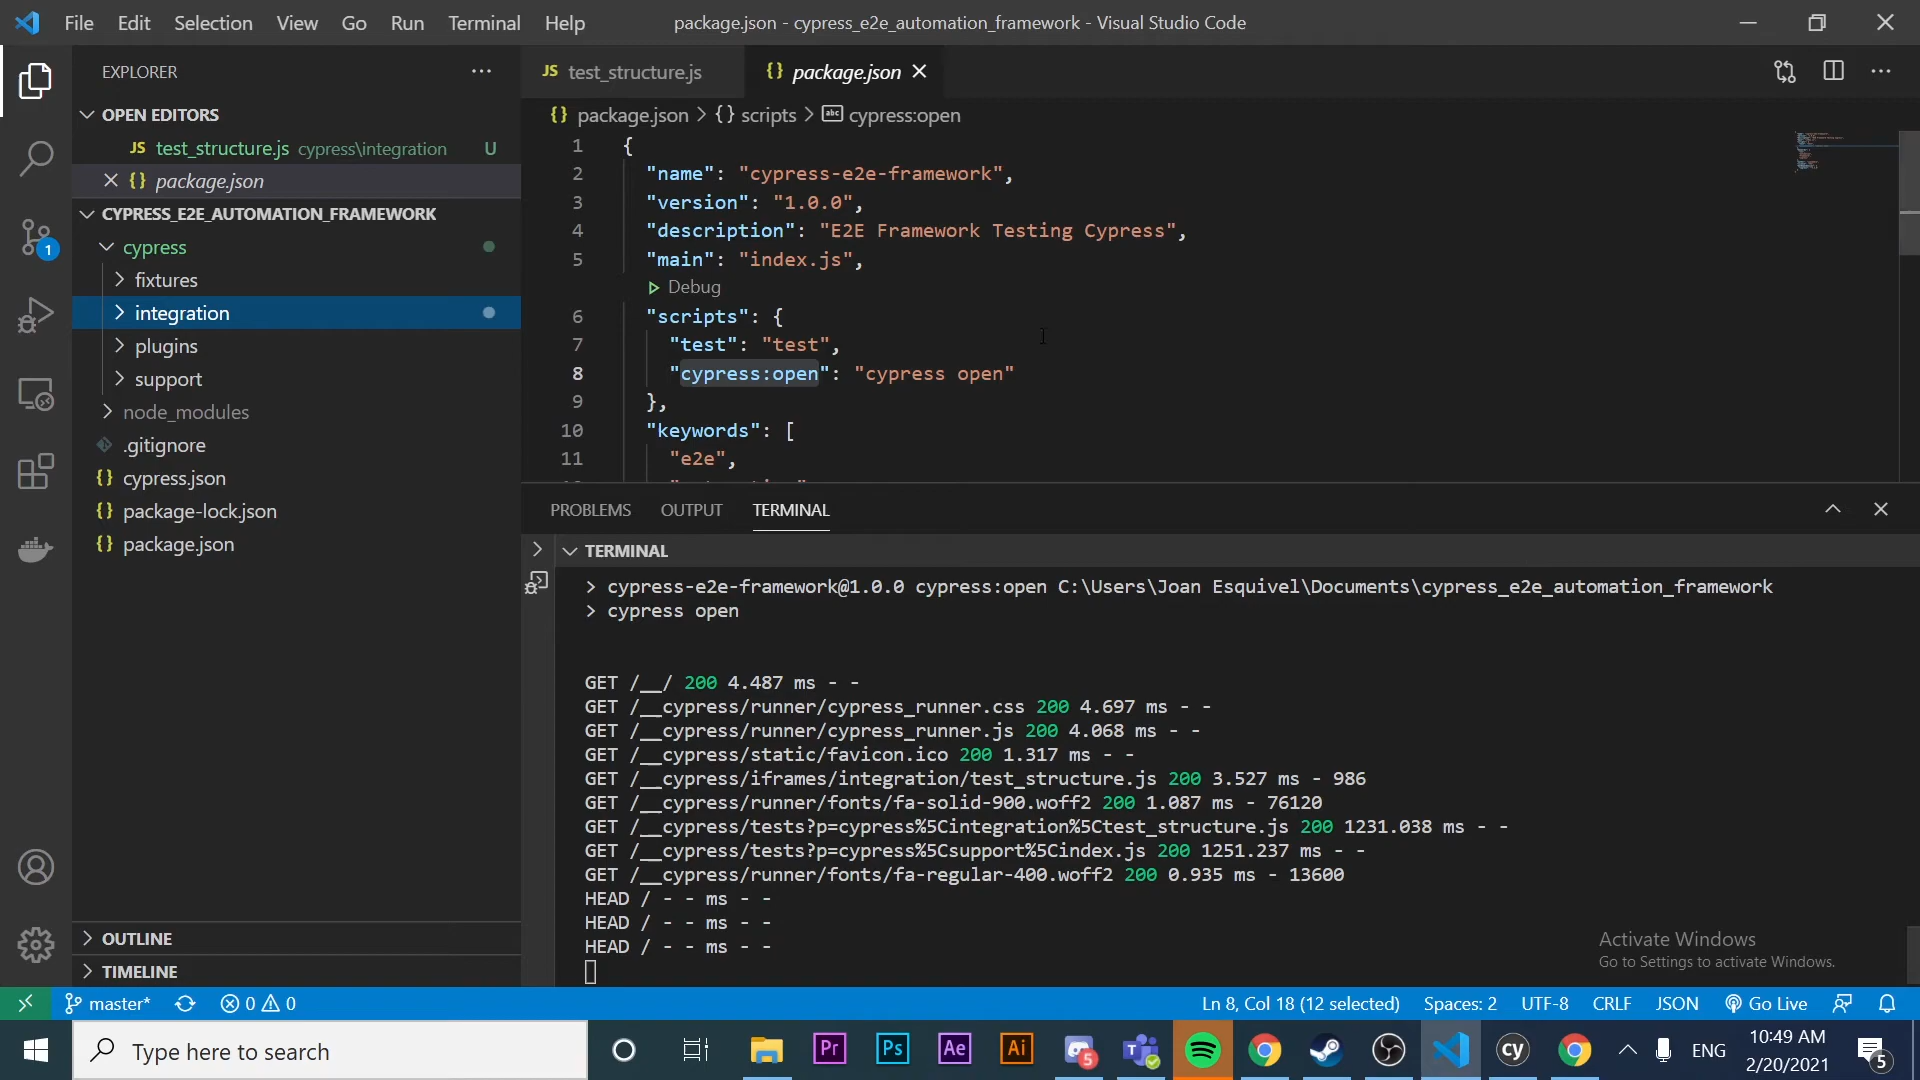 File Edit Selection View Go Run Terminal Help
package.json - cypress_e2e_automation_framework - Visual Studio Code
EXPLORER
OPEN EDITORS
JS test_structure.js cypress\integration U
{} package.json
CYPRESS_E2E_AUTOMATION_FRAMEWORK
cypress
fixtures
integration
plugins
support
node_modules
.gitignore
{} cypress.json
{} package-lock.json
{} package.json
OUTLINE
TIMELINE
1
JS test_structure.js
{} package.json
{} package.json > {} scripts > abc cypress:open
1 {
2 "name": "cypress-e2e-framework",
3 "version": "1.0.0",
4 "description": "E2E Framework Testing Cypress",
5 "main": "index.js",
Debug
6 "scripts": {
7 "test": "test",
8 "cypress:open": "cypress open"
9 },
10 "keywords": [
11 "e2e",
PROBLEMS OUTPUT TERMINAL
TERMINAL
> cypress-e2e-framework@1.0.0 cypress:open C:\Users\Joan Esquivel\Documents\cypress_e2e_automation_framework
> cypress open
GET /__/ 200 4.487 ms - -
GET /__cypress/runner/cypress_runner.css 200 4.697 ms - -
GET /__cypress/runner/cypress_runner.js 200 4.068 ms - -
GET /__cypress/static/favicon.ico 200 1.317 ms - -
GET /__cypress/iframes/integration/test_structure.js 200 3.527 ms - 986
GET /__cypress/runner/fonts/fa-solid-900.woff2 200 1.087 ms - 76120
GET /__cypress/tests?p=cypress%5Cintegration%5Ctest_structure.js 200 1231.038 ms - -
GET /__cypress/tests?p=cypress%5Csupport%5Cindex.js 200 1251.237 ms - -
GET /__cypress/runner/fonts/fa-regular-400.woff2 200 0.935 ms - 13600
HEAD / - - ms - -
HEAD / - - ms - -
HEAD / - - ms - -
Activate Windows
Go to Settings to activate Windows.
master* 0 0
Ln 8, Col 18 (12 selected) Spaces: 2 UTF-8 CRLF JSON Go Live
Type here to search
Pr Ps Ae Ai 5 cy
ENG
10:49 AM
2/20/2021
5